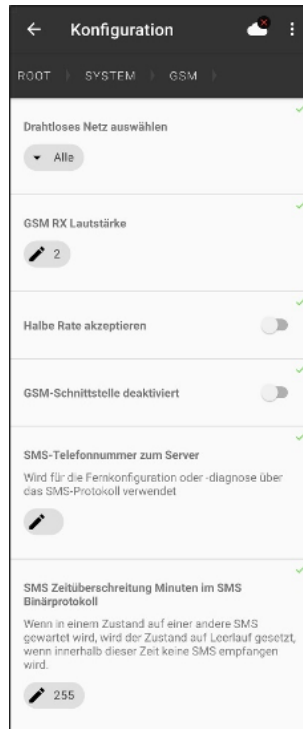 Konfiguration
ROOT SYSTEM GSM
Drahtloses Netz auswählen
Alle
GSM RX Lautstärke
2
Halbe Rate akzeptieren
GSM-Schnittstelle deaktiviert
SMS-Telefonnummer zum Server
Wird für die Fernkonfiguration oder -diagnose über
das SMS-Protokoll verwendet
SMS Zeitüberschreitung Minuten im SMS
Binärprotokoll
Wenn in einem Zustand auf einer andere SMS
gewartet wird, wird der Zustand auf Leerlauf gesetzt,
wenn innerhalb dieser Zeit keine SMS empfangen
wird.
255